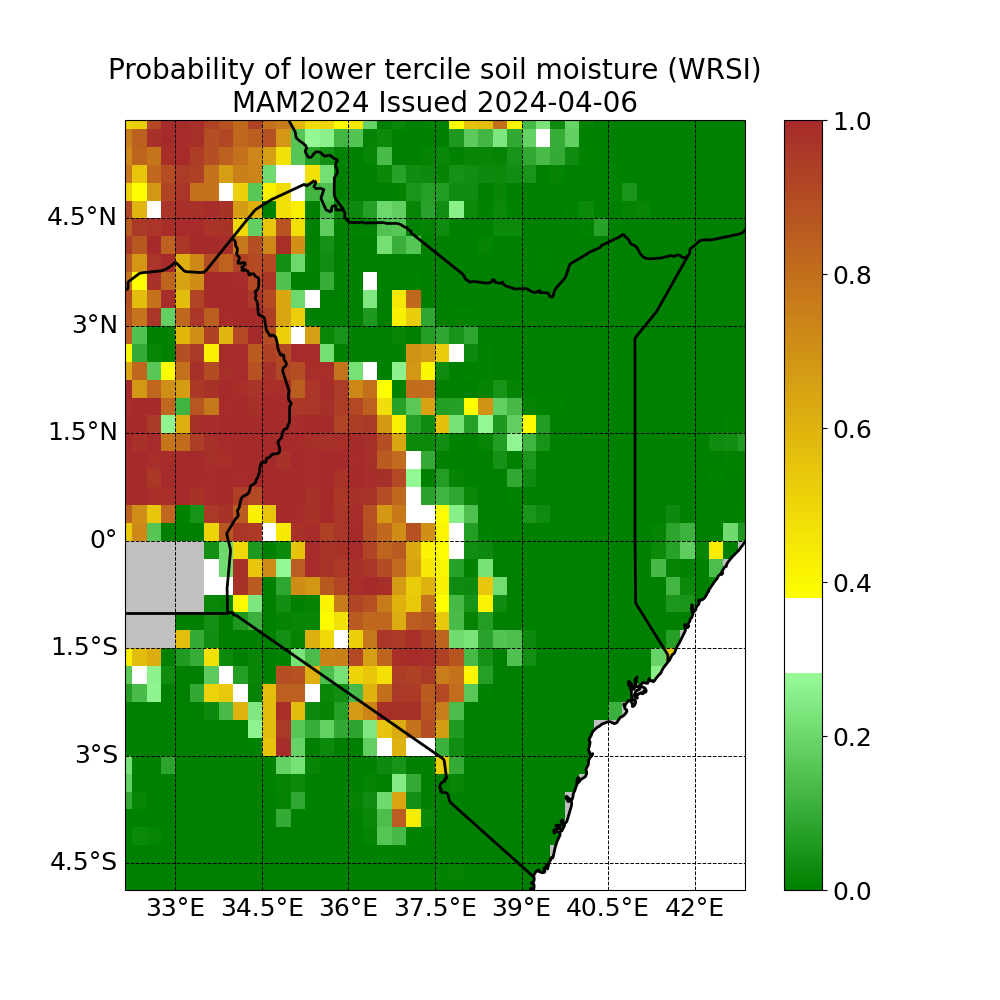 Probability of lower tercile soil moisture (WRSI)
MAM2024 Issued 2024-04-06
4.5°N
3°N
1.5°N
0°
1.5°S
3°S
4.5°S
33°E 34.5°E 36°E 37.5°E 39°E 40.5°E 42°E
1.0
0.8
0.6
0.4
0.2
0.0